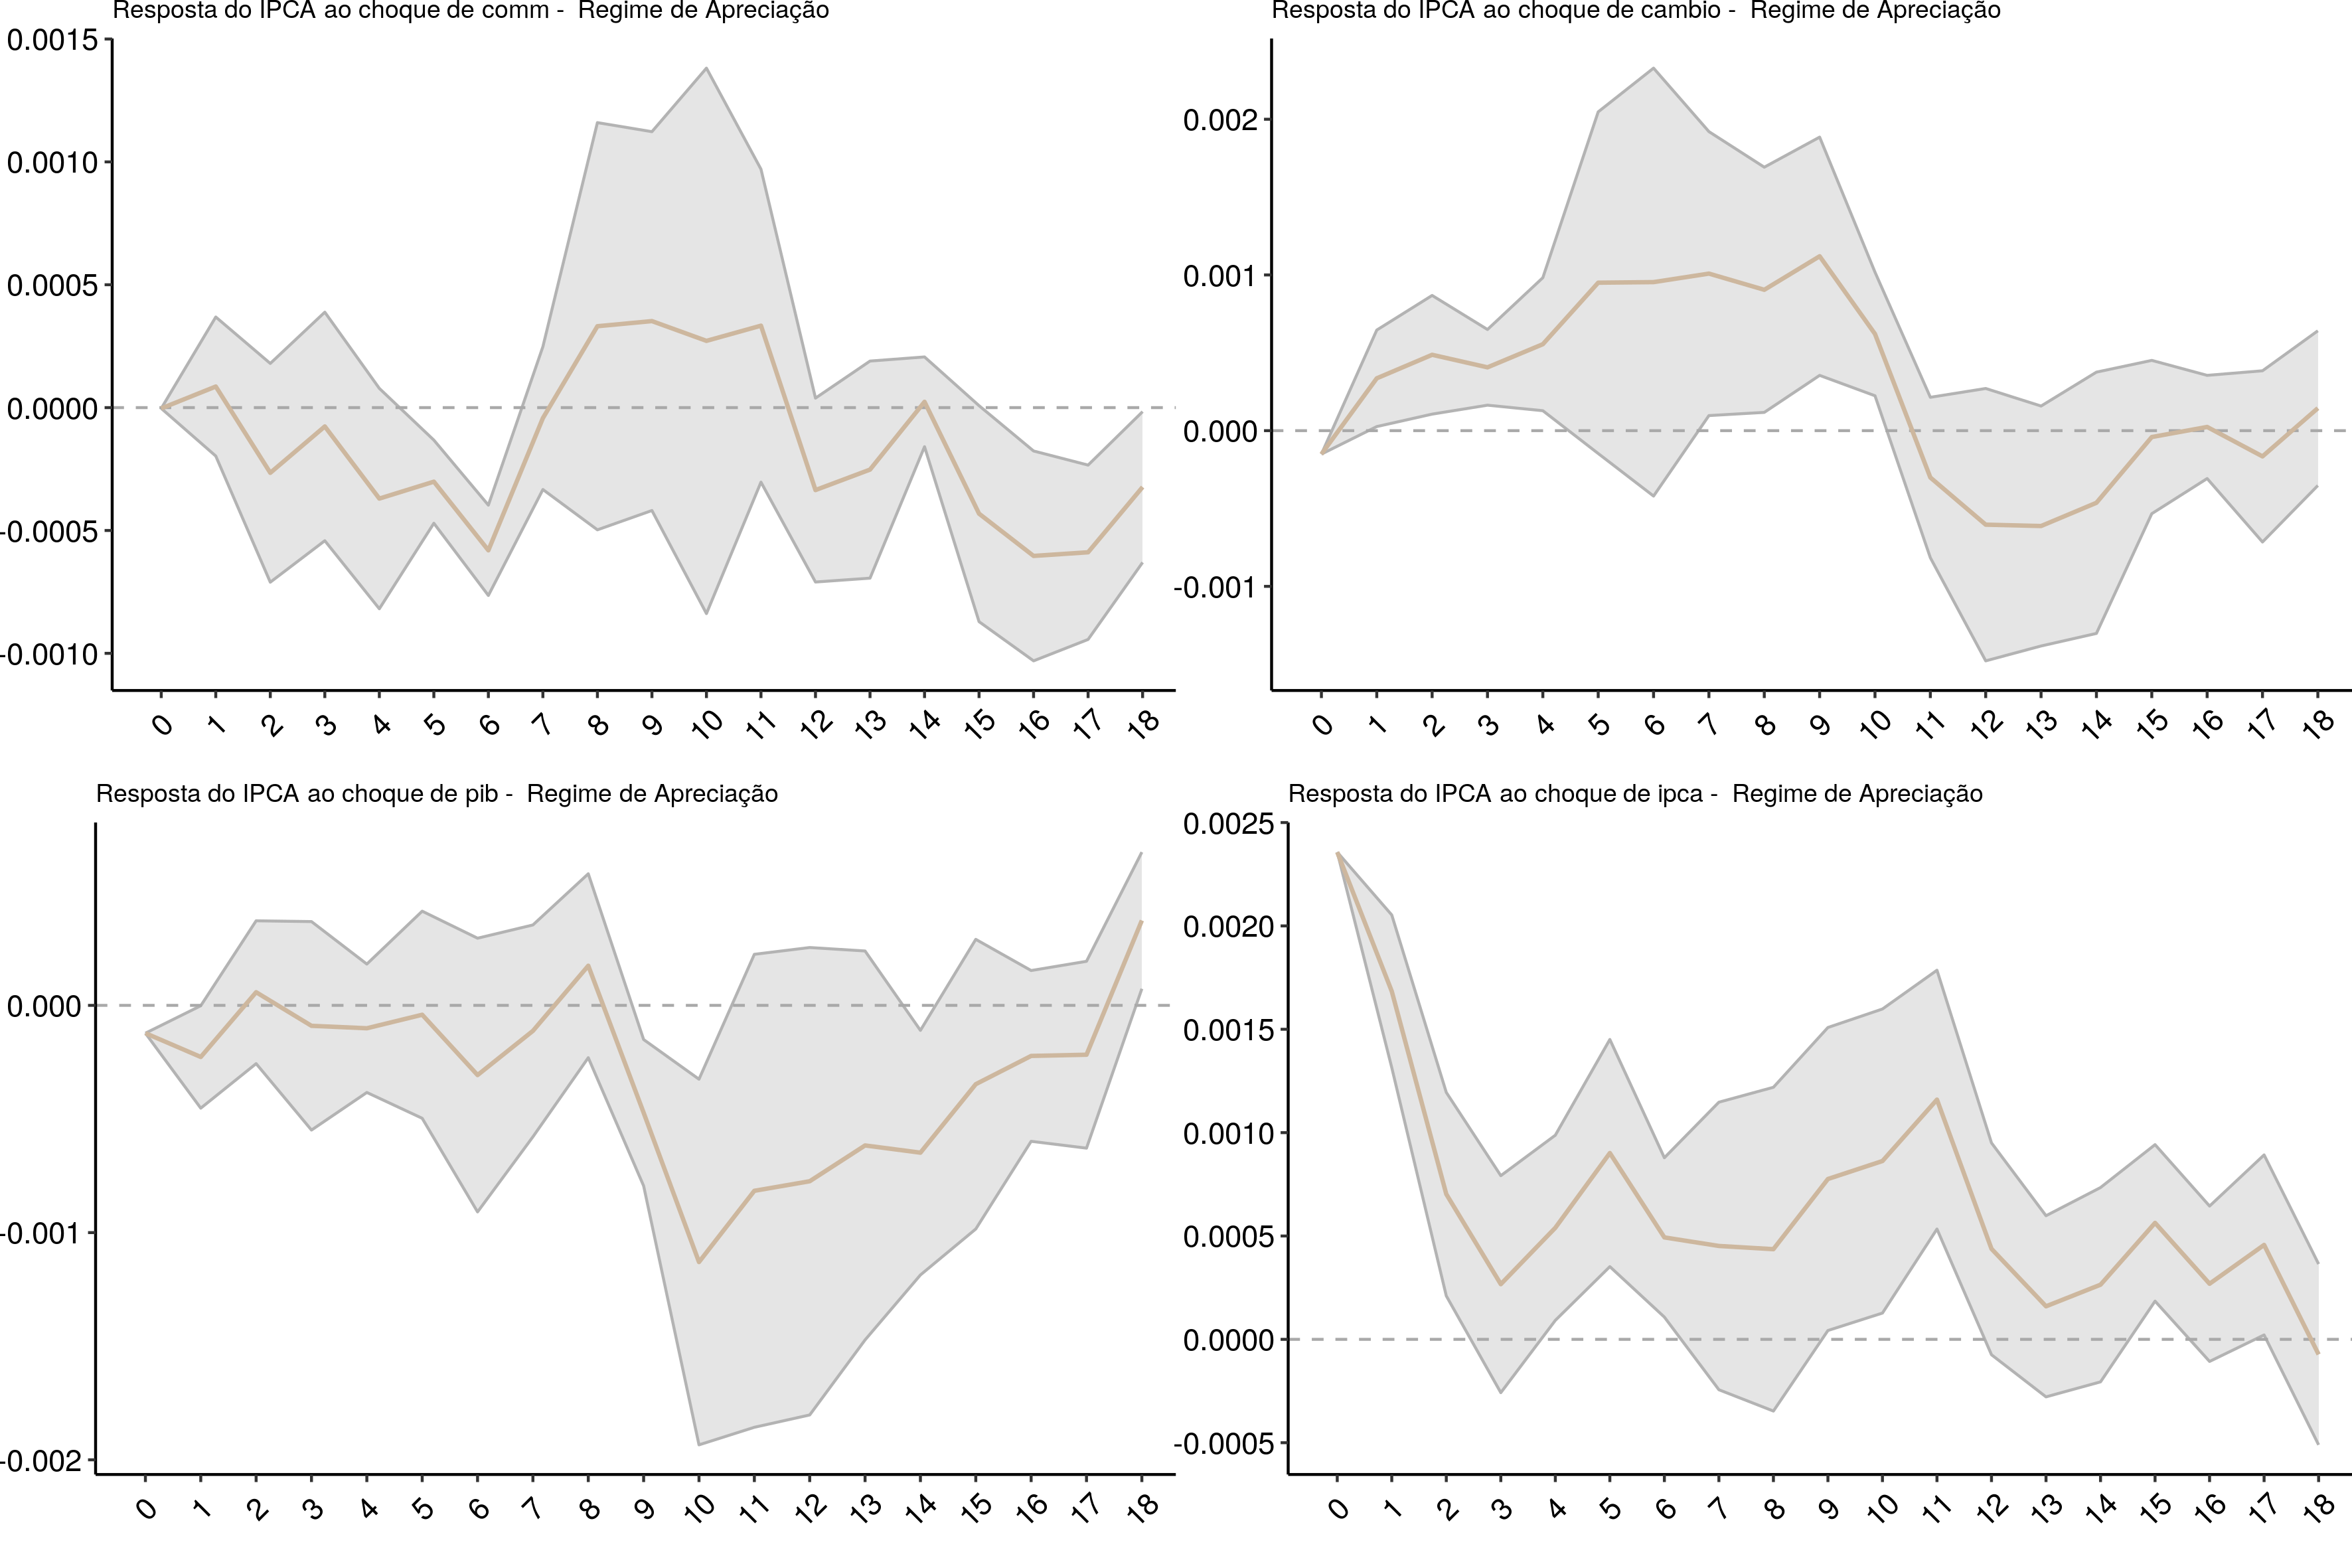 Resposta do IPCA ao choque de comm -  Regime de Apreciação
0.0015
0.0010
0.0005
0.0000
-0.0005
-0.0010
0 1 2 3 4 5 6 7 8 9 10 11 12 13 14 15 16 17 18
Resposta do IPCA ao choque de cambio -  Regime de Apreciação
0.002
0.001
0.000
-0.001
0 1 2 3 4 5 6 7 8 9 10 11 12 13 14 15 16 17 18
Resposta do IPCA ao choque de pib -  Regime de Apreciação
0.000
-0.001
-0.002
0 1 2 3 4 5 6 7 8 9 10 11 12 13 14 15 16 17 18
Resposta do IPCA ao choque de ipca -  Regime de Apreciação
0.0025
0.0020
0.0015
0.0010
0.0005
0.0000
-0.0005
0 1 2 3 4 5 6 7 8 9 10 11 12 13 14 15 16 17 18